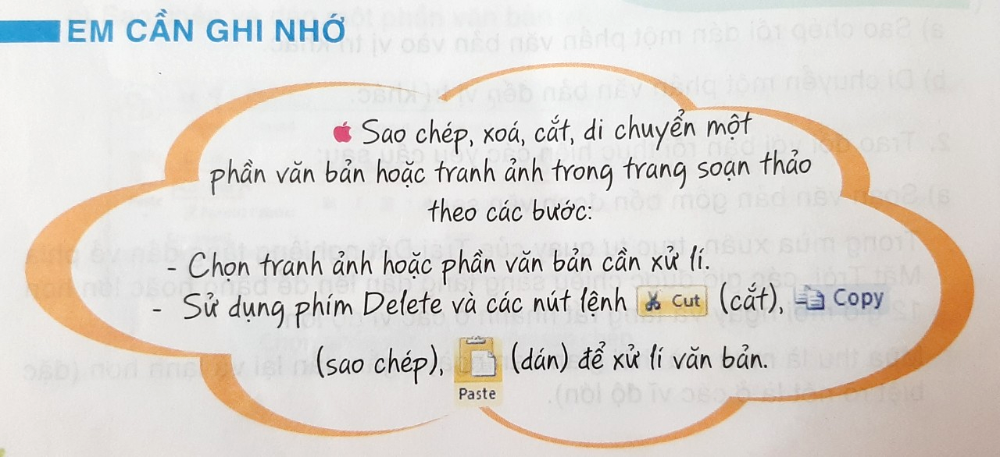 EM CẦN GHI NHỚ
Sao chép, xoá, cắt, di chuyển một
phần văn bản hoặc tranh ảnh trong trang soạn thảo
theo các bước:
- Chọn tranh ảnh hoặc phần văn bản cần xử lí.
- Sử dụng phím Delete và các nút lệnh Cut (cắt), Copy
(sao chép), Paste (dán) để xử lí văn bản.